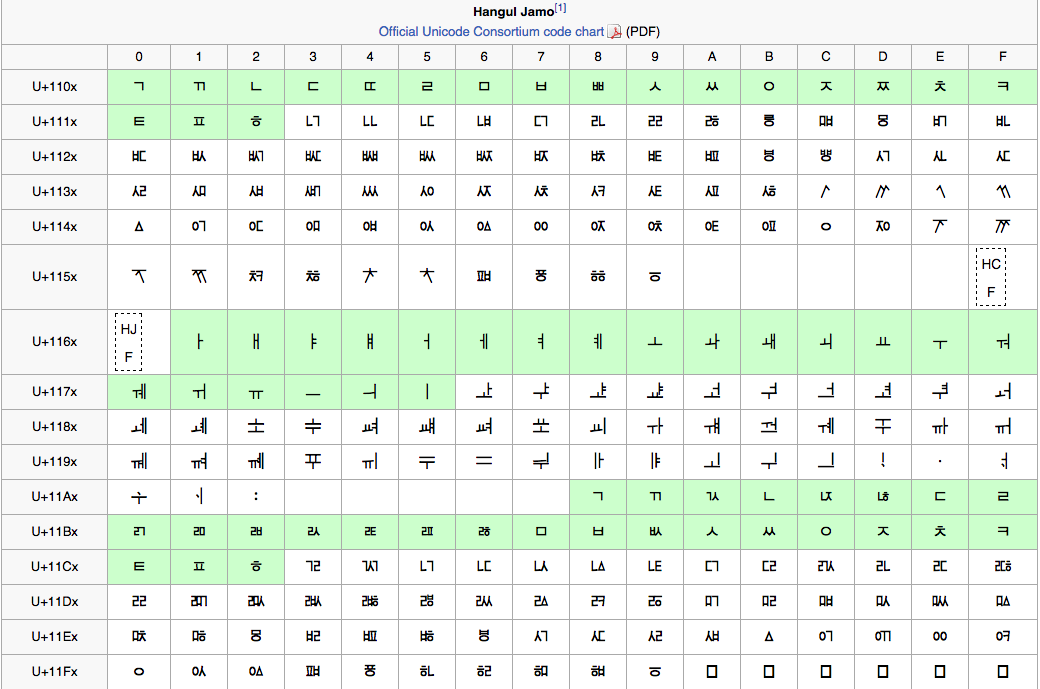 Hangul Jamo[1]
Official Unicode Consortium code chart (PDF)
0 1 2 3 4 5 6 7 8 9 A B C D E F
U+110x ᄀ ᄁ ᄂ ᄃ ᄄ ᄅ ᄆ ᄇ ᄈ ᄉ ᄊ ᄋ ᄌ ᄍ ᄎ ᄏ
U+111x ᄐ ᄑ ᄒ ᄓ ᄔ ᄕ ᄖ ᄗ ᄘ ᄙ ᄚ ᄛ ᄜ ᄝ ᄞ ᄟ
U+112x ᄠ ᄡ ᄢ ᄣ ᄤ ᄥ ᄦ ᄧ ᄨ ᄩ ᄪ ᄫ ᄬ ᄭ ᄮ ᄯ
U+113x ᄰ ᄱ ᄲ ᄳ ᄴ ᄵ ᄶ ᄷ ᄸ ᄹ ᄺ ᄻ ᄼ ᄽ ᄾ ᄿ
U+114x ᅀ ᅁ ᅂ ᅃ ᅄ ᅅ ᅆ ᅇ ᅈ ᅉ ᅊ ᅋ ᅌ ᅍ ᅎ ᅏ
U+115x ᅐ ᅑ ᅒ ᅓ ᅔ ᅕ ᅖ ᅗ ᅘ ᅙ HC F
U+116x HJ F ᅡ ᅢ ᅣ ᅤ ᅥ ᅦ ᅧ ᅨ ᅩ ᅪ ᅫ ᅬ ᅭ ᅮ ᅯ
U+117x ᅰ ᅱ ᅲ ᅳ ᅴ ᅵ ᅶ ᅷ ᅸ ᅹ ᅺ ᅻ ᅼ ᅽ ᅾ ᅿ
U+118x ᆀ ᆁ ᆂ ᆃ ᆄ ᆅ ᆆ ᆇ ᆈ ᆉ ᆊ ᆋ ᆌ ᆍ ᆎ ᆏ
U+119x ᆐ ᆑ ᆒ ᆓ ᆔ ᆕ ᆖ ᆗ ᆘ ᆙ ᆚ ᆛ ᆜ ᆝ ᆞ ᆟ
U+11Ax ᆠ ᆡ ᆢ ᆨ ᆩ ᆪ ᆫ ᆬ ᆭ ᆮ ᆯ
U+11Bx ᆰ ᆱ ᆲ ᆳ ᆴ ᆵ ᆶ ᆷ ᆸ ᆹ ᆺ ᆻ ᆼ ᆽ ᆾ ᆿ
U+11Cx ᇀ ᇁ ᇂ ᇃ ᇄ ᇅ ᇆ ᇇ ᇈ ᇉ ᇊ ᇋ ᇌ ᇍ ᇎ ᇏ
U+11Dx ᇐ ᇑ ᇒ ᇓ ᇔ ᇕ ᇖ ᇗ ᇘ ᇙ ᇚ ᇛ ᇜ ᇝ ᇞ ᇟ
U+11Ex ᇠ ᇡ ᇢ ᇣ ᇤ ᇥ ᇦ ᇧ ᇨ ᇩ ᇪ ᇫ ᇬ ᇭ ᇮ ᇯ
U+11Fx ᇰ ᇱ ᇲ ᇳ ᇴ ᇵ ᇶ ᇷ ᇸ ᇹ □ □ □ □ □ □